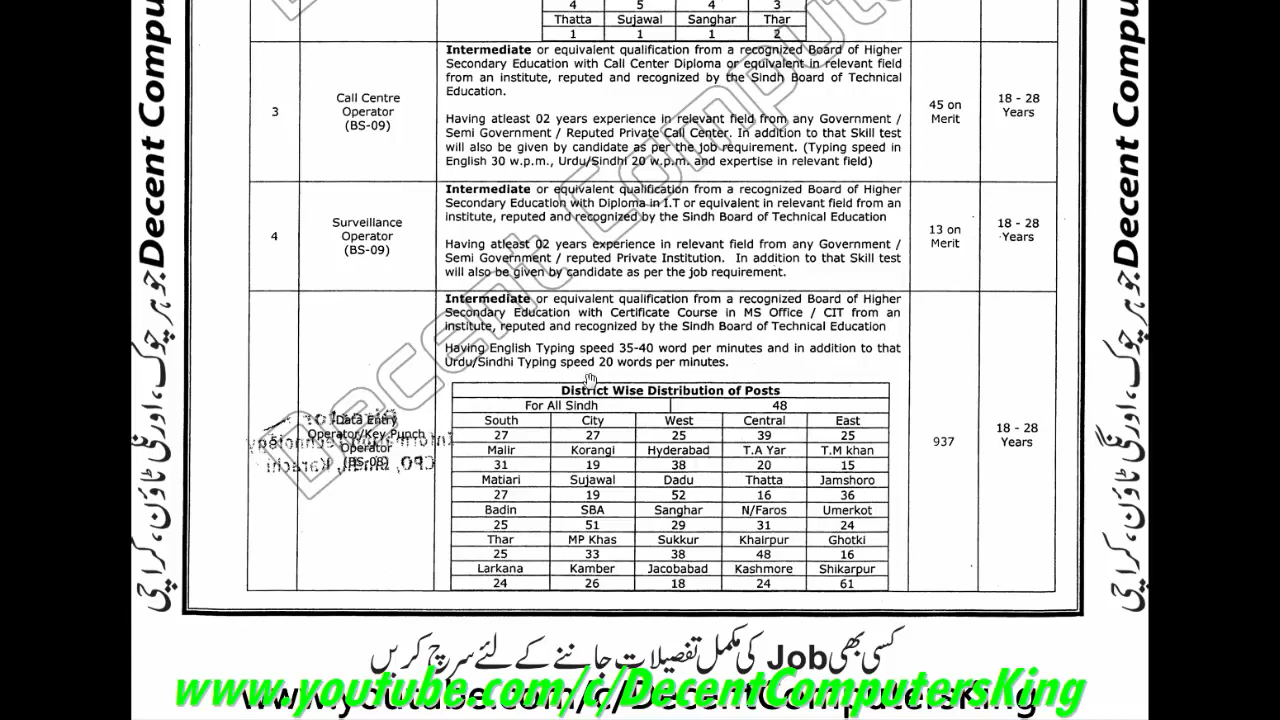 4 5 4 3
Thatta Sujawal Sanghar Thar
1 1 1 2
3
Call Centre
Operator
(BS-09)
Intermediate or equivalent qualification from a recognized Board of Higher
Secondary Education with Call Center Diploma or equivalent in relevant field
from an institute, reputed and recognized by the Sindh Board of Technical
Education.
Having atleast 02 years experience in relevant field from any Government /
Semi Government / Reputed Private Call Center. In addition to that Skill test
will also be given by candidate as per the job requirement. (Typing speed in
English 30 w.p.m., Urdu/Sindhi 20 w.p.m. and expertise in relevant field)
45 on
Merit
18 - 28
Years
4
Surveillance
Operator
(BS-09)
Intermediate or equivalent qualification from a recognized Board of Higher
Secondary Education with Diploma in I.T or equivalent in relevant field from an
institute, reputed and recognized by the Sindh Board of Technical Education
Having atleast 02 years experience in relevant field from any Government /
Semi Government / reputed Private Institution. In addition to that Skill test
will also be given by candidate as per the job requirement.
13 on
Merit
18 - 28
Years
5
Data Entry
Operator/Key Punch
Operator
(BS-08)
Intermediate or equivalent qualification from a recognized Board of Higher
Secondary Education with Certificate Course in MS Office / CIT from an
institute, reputed and recognized by the Sindh Board of Technical Education
Having English Typing speed 35-40 word per minutes and in addition to that
Urdu/Sindhi Typing speed 20 words per minutes.
District Wise Distribution of Posts
For All Sindh 48
South City West Central East
27 27 25 39 25
Malir Korangi Hyderabad T.A Yar T.M khan
31 19 38 20 15
Matiari Sujawal Dadu Thatta Jamshoro
27 19 52 16 36
Badin SBA Sanghar N/Faros Umerkot
25 51 29 31 24
Thar MP Khas Sukkur Khairpur Ghotki
25 33 38 48 16
Larkana Kamber Jacobabad Kashmore Shikarpur
24 26 18 24 61
937
18 - 28
Years
Decent Computer
Decent Compu
جوہر چوک، اورنگی ٹاؤن، کراچی
Decent Compu
جوہر چوک، اورنگی ٹاؤن، کراچی
کسی بھی Job کی مکمل تفصیلات جاننے کے لئے سرچ کریں
www.youtube.com/c/DecentComputersKing
www.youtube.com/c/DecentComputersKing